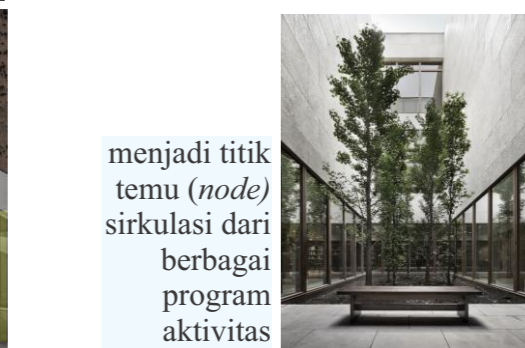 menjadi titik
temu (node)
sirkulasi dari
berbagai
program
aktivitas